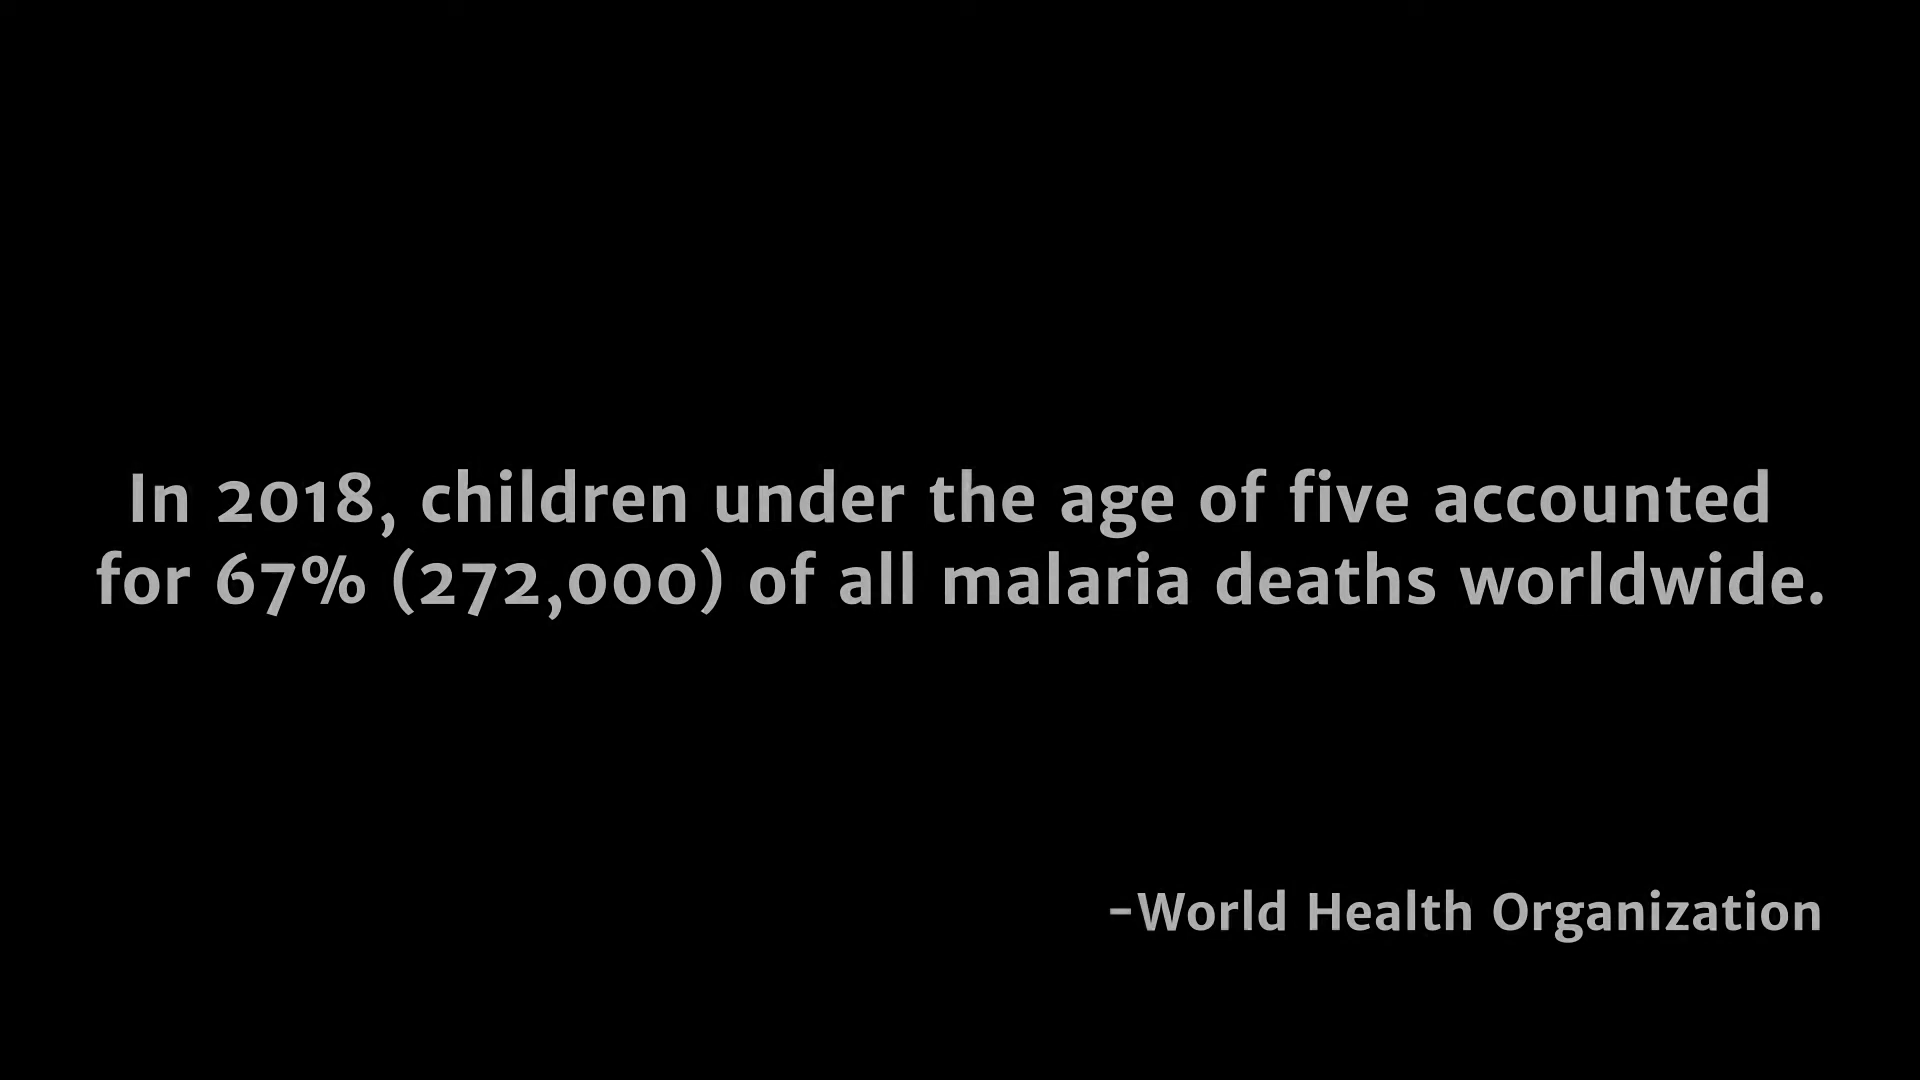 In 2018, children under the age of five accounted
for 67% (272,000) of all malaria deaths worldwide.
-World Health Organization